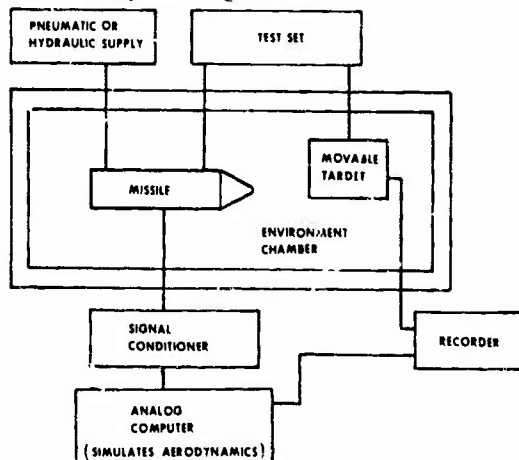 PNEUMATIC OR
HYDRAULIC SUPPLY
TEST SET
MOVABLE
TARGET
MISSILE
ENVIRONMENT
CHAMBER
SIGNAL
CONDITIONER
RECORDER
ANALOG
COMPUTER
(SIMULATES AERODYNAMICS)